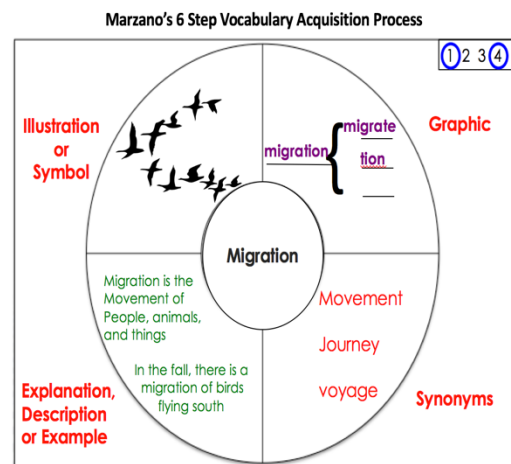 Marzano's 6 Step Vocabulary Acquisition Process
1 2 3 4
Illustration
or
Symbol
Graphic
migration
migrate
tion
Migration
Migration is the
Movement of
People, animals,
and things
In the fall, there is a
migration of birds
flying south
Movement
Journey
voyage
Explanation,
Description
or Example
Synonyms